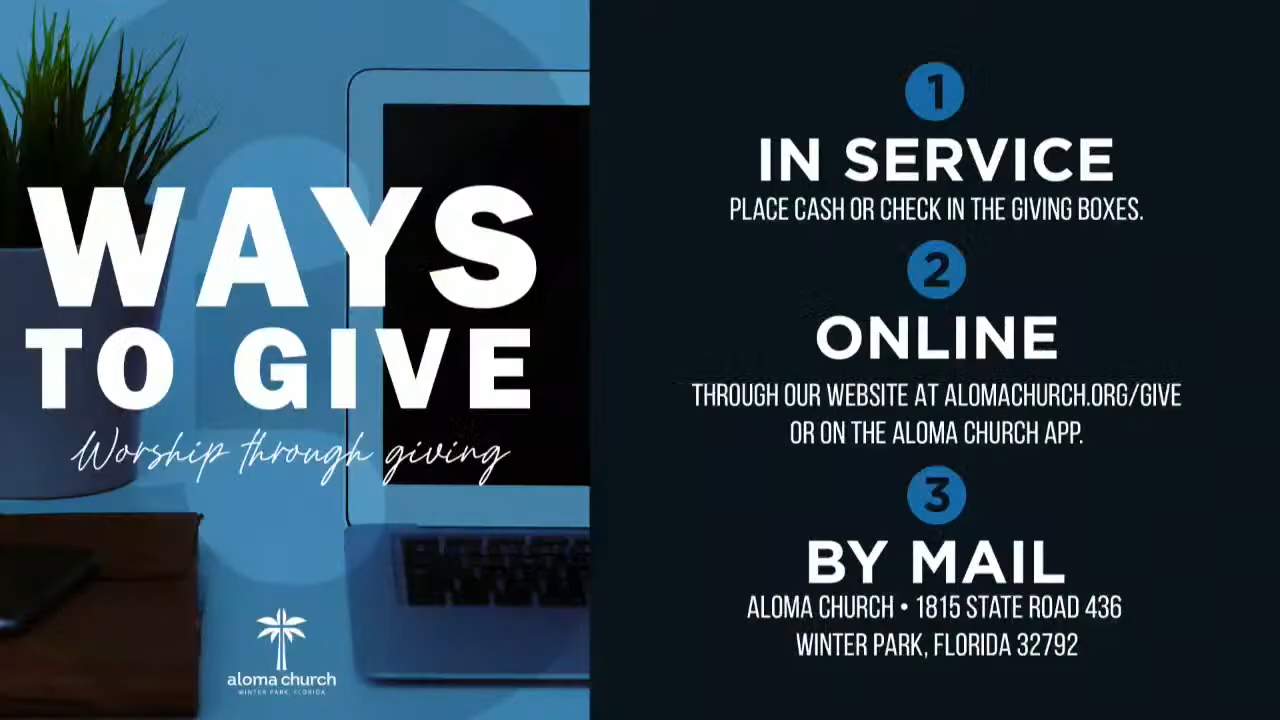 WAYS
TO GIVE
Worship through giving
aloma church
WINTER PARK, FLORIDA
1
IN SERVICE
PLACE CASH OR CHECK IN THE GIVING BOXES.
2
ONLINE
THROUGH OUR WEBSITE AT ALOMACHURCH.ORG/GIVE
OR ON THE ALOMA CHURCH APP.
3
BY MAIL
ALOMA CHURCH • 1815 STATE ROAD 436
WINTER PARK, FLORIDA 32792